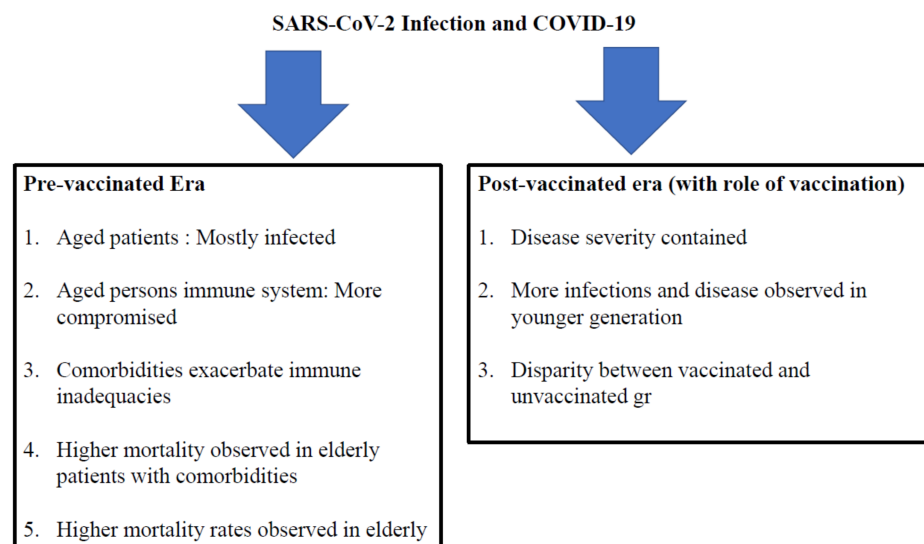 SARS-CoV-2 Infection and COVID-19
Pre-vaccinated Era
1. Aged patients : Mostly infected
2. Aged persons immune system: More
compromised
3. Comorbidities exacerbate immune
inadequacies
4. Higher mortality observed in elderly
patients with comorbidities
5. Higher mortality rates observed in elderly
Post-vaccinated era (with role of vaccination)
1. Disease severity contained
2. More infections and disease observed in
younger generation
3. Disparity between vaccinated and
unvaccinated gr